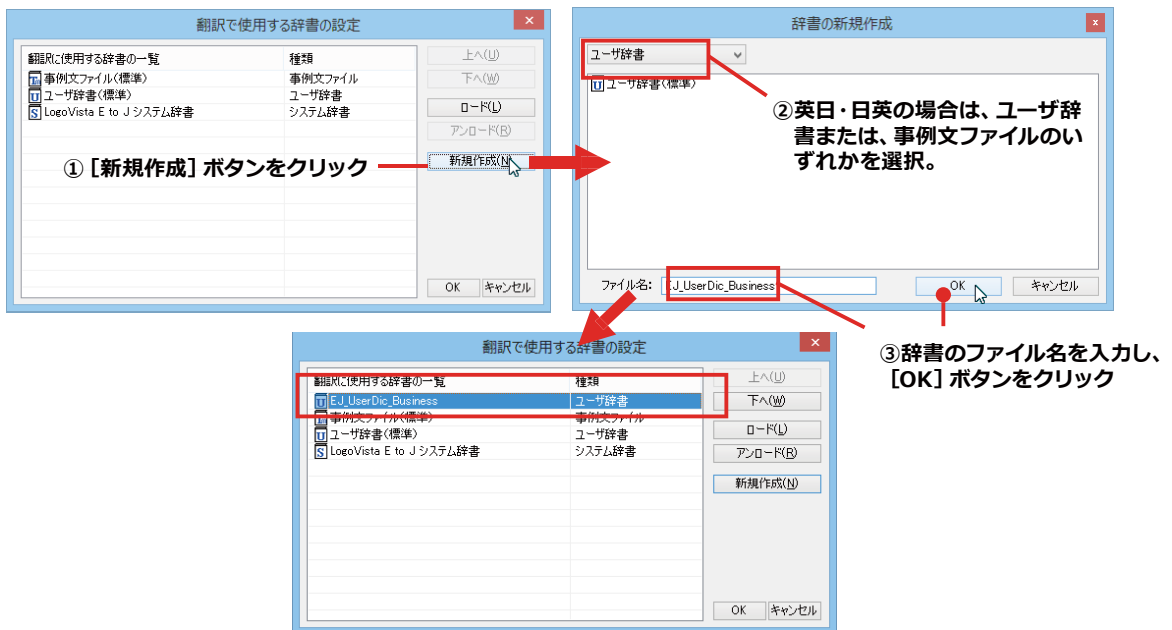 翻訳で使用する辞書の設定
翻訳に使用する辞書の一覧 種類
事例文ファイル(標準) 事例文ファイル
ユーザ辞書(標準) ユーザ辞書
LogoVista E to J システム辞書 システム辞書
上へ(U)
下へ(W)
ロード(L)
アンロード(R)
新規作成(N)
OK キャンセル
①[新規作成]ボタンをクリック
辞書の新規作成
ユーザ辞書
ユーザ辞書(標準)
②英日・日英の場合は、ユーザ辞
書または、事例文ファイルのい
ずれかを選択。
ファイル名: EJ_UserDic_Business
OK キャンセル
③辞書のファイル名を入力し、
[OK]ボタンをクリック
翻訳で使用する辞書の設定
翻訳に使用する辞書の一覧 種類
EJ_UserDic_Business ユーザ辞書
事例文ファイル(標準) 事例文ファイル
ユーザ辞書(標準) ユーザ辞書
LogoVista E to J システム辞書 システム辞書
上へ(U)
下へ(W)
ロード(L)
アンロード(R)
新規作成(N)
OK キャンセル